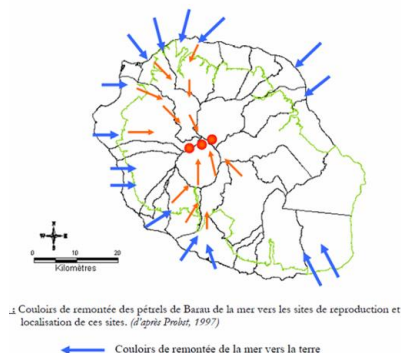 N
W E
S
0 10 20
Kilomètres
: Couloirs de remontée des pétrels de Barau de la mer vers les sites de reproduction et
localisation de ces sites. (d'après Probst, 1997)
Couloirs de remontée de la mer vers la terre